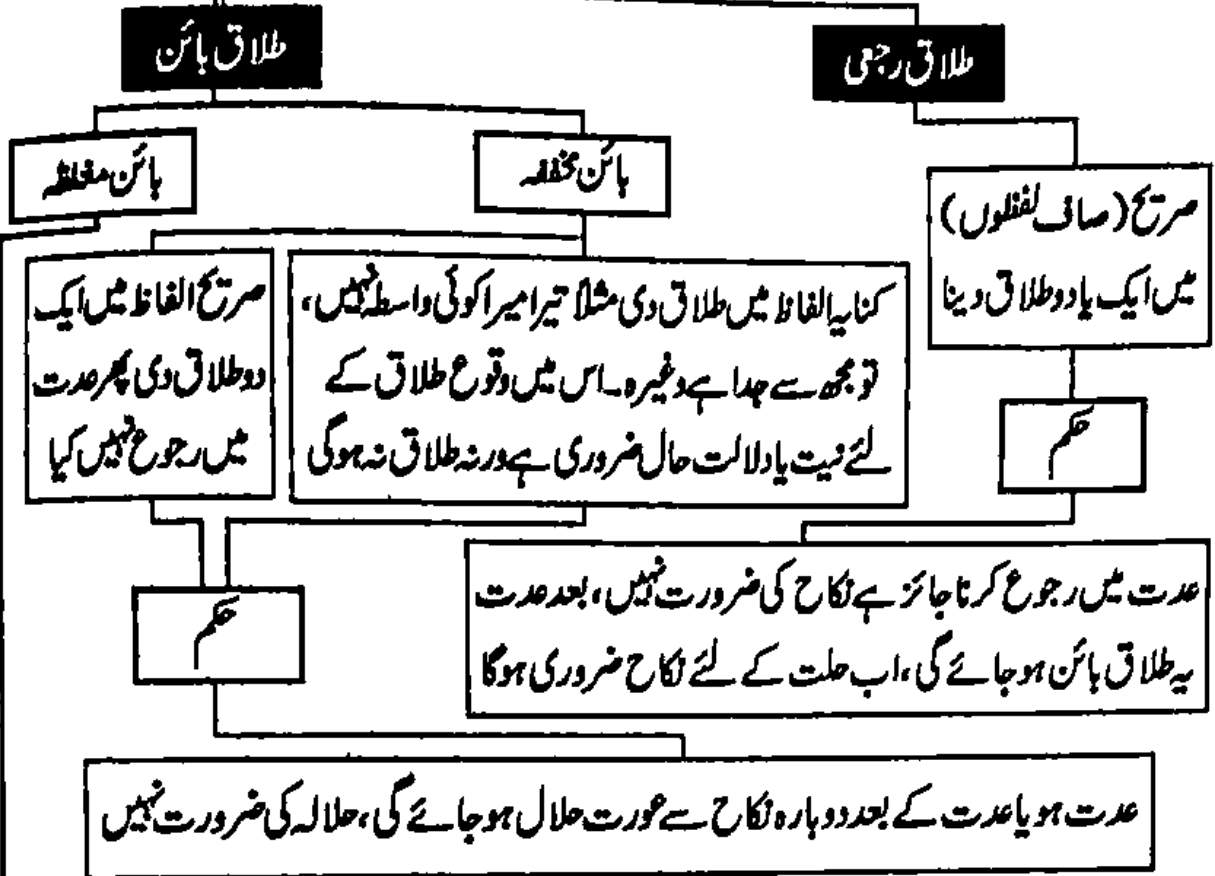 طلاق رجعی
طلاق بائن
صریح (صاف لفظوں)
میں ایک یا دو طلاق دینا
حکم
عدت میں رجوع کرنا جائز ہے نکاح کی ضرورت نہیں، بعد عدت
یہ طلاق بائن ہو جائے گی، اب حلت کے لئے نکاح ضروری ہوگا
بائن مخففہ
بائن مغلظہ
کنایہ الفاظ میں طلاق دی مثلاً تیرا میرا کوئی واسطہ نہیں،
تو مجھ سے جدا ہے وغیرہ۔ اس میں وقوع طلاق کے
لئے نیت یا دلالت حال ضروری ہے ورنہ طلاق نہ ہوگی
صریح الفاظ میں ایک
دو طلاق دی پھر عدت
میں رجوع نہیں کیا
حکم
عدت ہو یا عدت کے بعد دوبارہ نکاح سے عورت حلال ہو جائے گی، حلالہ کی ضرورت نہیں